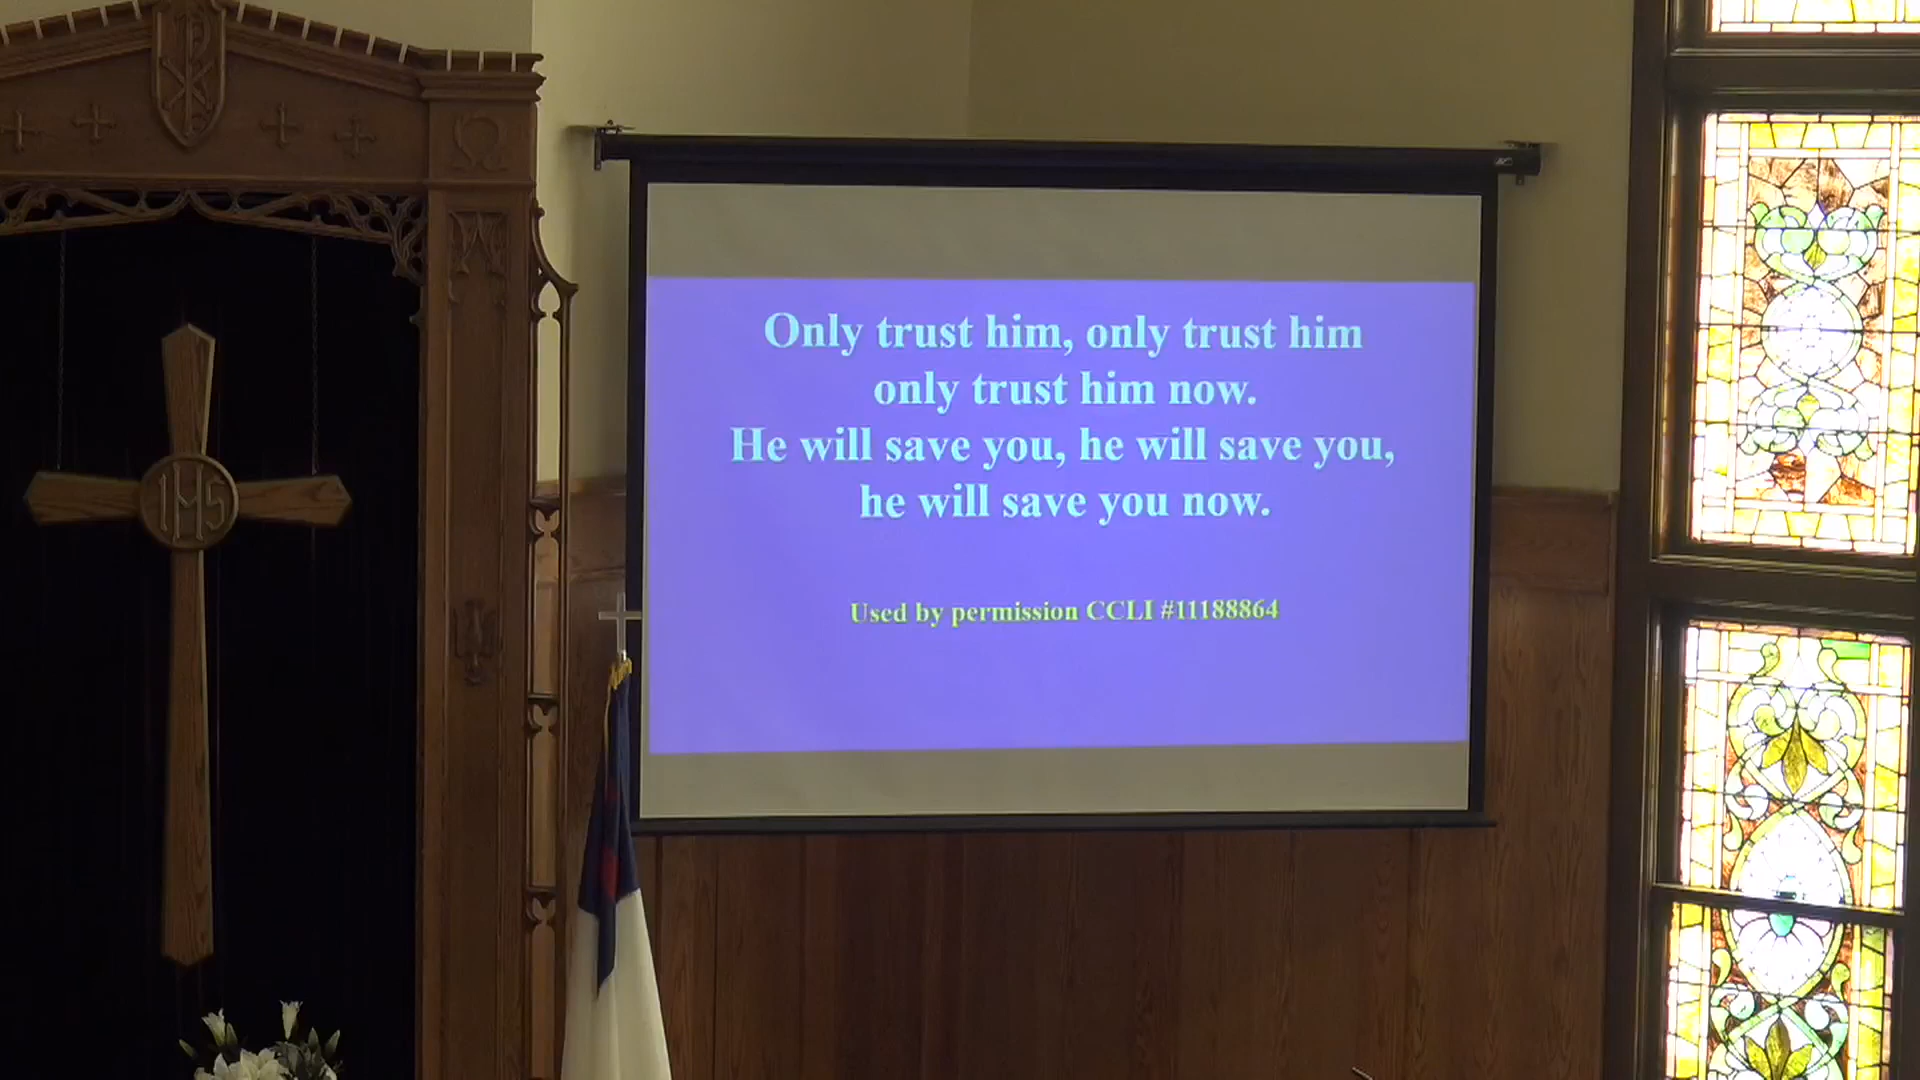 Only trust him, only trust him
only trust him now.
He will save you, he will save you,
he will save you now.
Used by permission CCLI #11188864
IHS